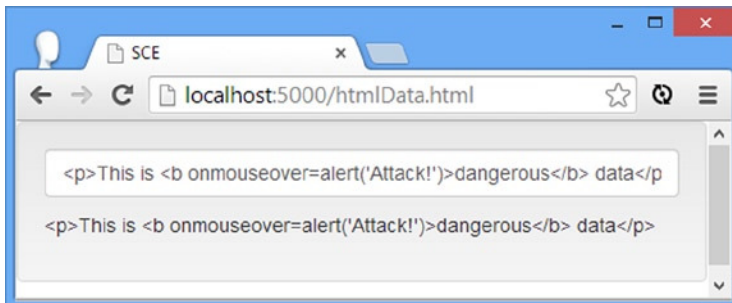 SCE
localhost:5000/htmlData.html
<p>This is <b onmouseover=alert('Attack!')>dangerous</b> data</p
<p>This is <b onmouseover=alert('Attack!')>dangerous</b> data</p>